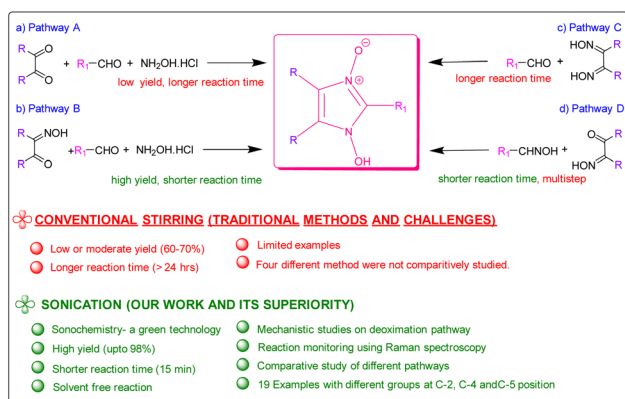 a) Pathway A
R
O
R
O
+ R1-CHO + NH2OH.HCl
low yield, longer reaction time
b) Pathway B
R
NOH
R
O
+R1-CHO + NH2OH.HCl
high yield, shorter reaction time
O⊖
R
N⊕
R1
R
N
OH
c) Pathway C
R1-CHO +
HON
R
HON
R
longer reaction time
d) Pathway D
R1-CHNOH +
O
R
HON
R
shorter reaction time, multistep
CONVENTIONAL STIRRING (TRADITIONAL METHODS AND CHALLENGES)
Low or moderate yield (60-70%)
Longer reaction time (> 24 hrs)
Limited examples
Four different method were not comparitively studied.
SONICATION (OUR WORK AND ITS SUPERIORITY)
Sonochemistry- a green technology
High yield (upto 98%)
Shorter reaction time (15 min)
Solvent free reaction
Mechanistic studies on deoximation pathway
Reaction monitoring using Raman spectroscopy
Comparative study of different pathways
19 Examples with different groups at C-2, C-4 andC-5 position